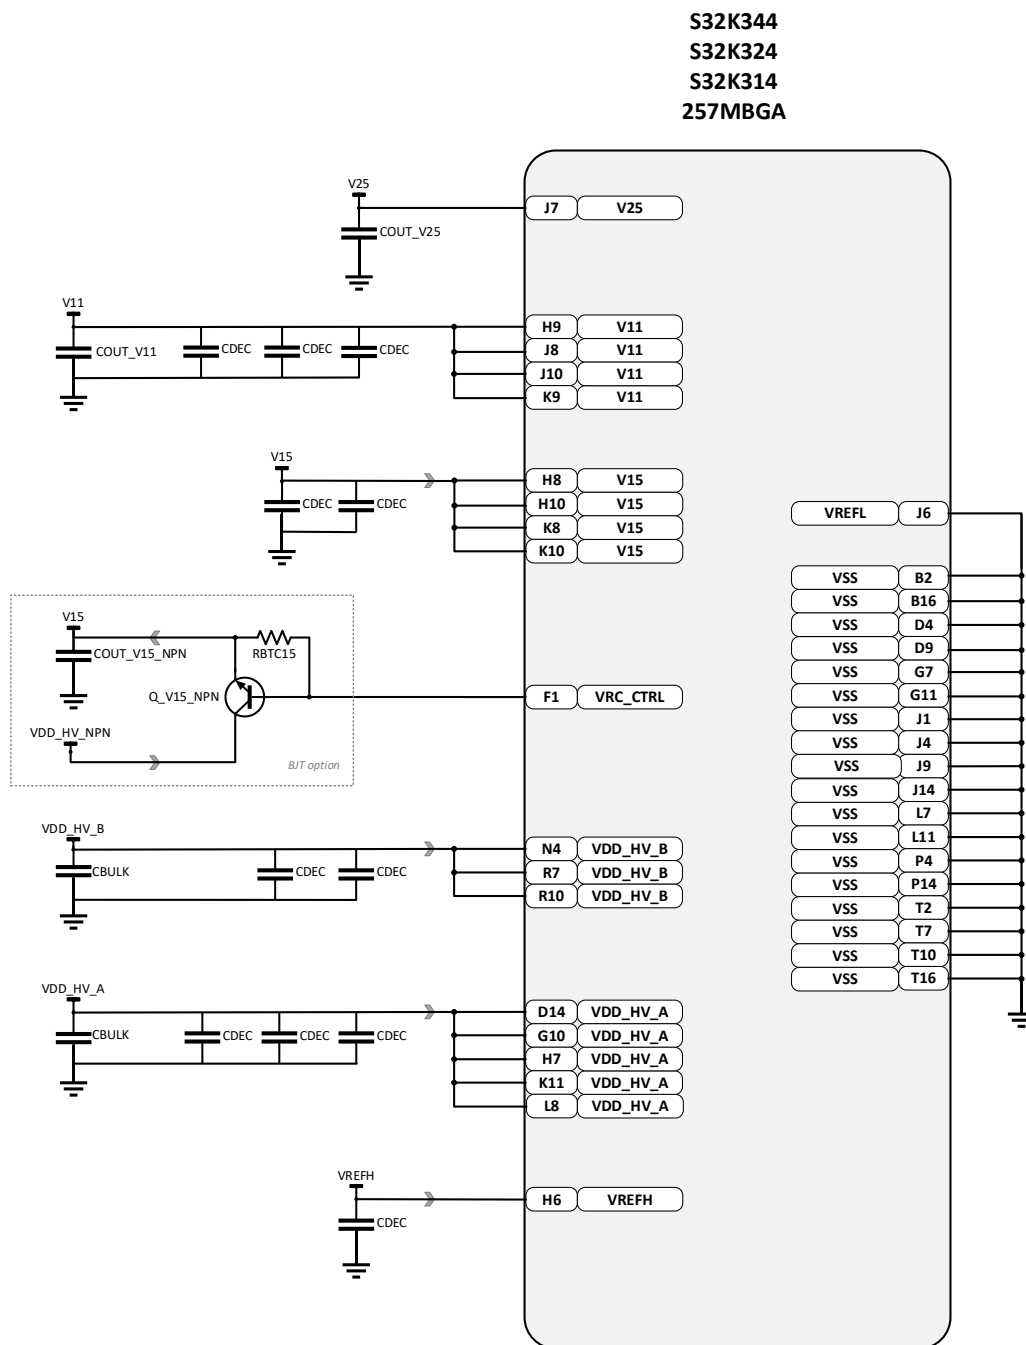 S32K344
S32K324
S32K314
257MBGA
V25
J7 V25
COUT_V25
V11
COUT_V11 CDEC CDEC CDEC
H9 V11
J8 V11
J10 V11
K9 V11
V15
CDEC CDEC
H8 V15
H10 V15
K8 V15
K10 V15
VREFL J6
VSS B2
VSS B16
VSS D4
VSS D9
VSS G7
VSS G11
VSS J1
VSS J4
VSS J9
VSS J14
VSS L7
VSS L11
VSS P4
VSS P14
VSS T2
VSS T7
VSS T10
VSS T16
V15
COUT_V15_NPN
RBTC15
Q_V15_NPN
VDD_HV_NPN
BJT option
F1 VRC_CTRL
VDD_HV_B
CBULK CDEC CDEC
N4 VDD_HV_B
R7 VDD_HV_B
R10 VDD_HV_B
VDD_HV_A
CBULK CDEC CDEC CDEC
D14 VDD_HV_A
G10 VDD_HV_A
H7 VDD_HV_A
K11 VDD_HV_A
L8 VDD_HV_A
VREFH
CDEC
H6 VREFH